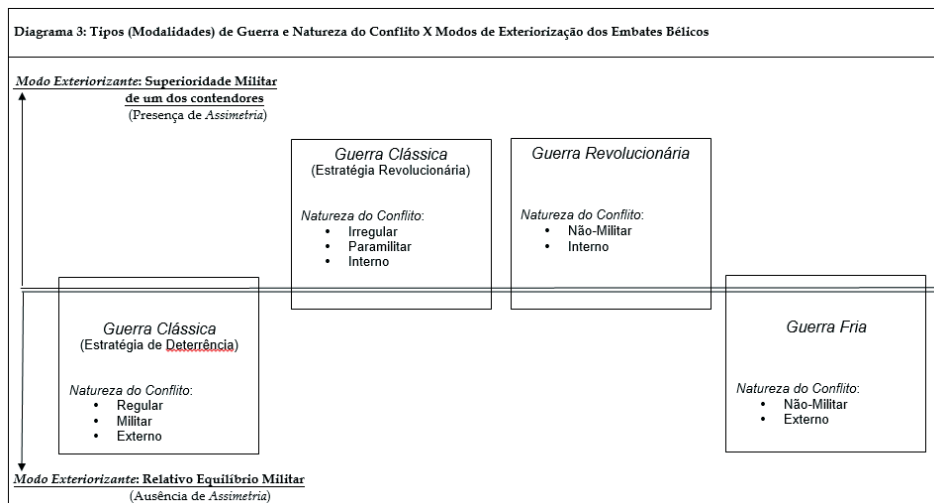 Diagrama 3: Tipos (Modalidades) de Guerra e Natureza do Conflito X Modos de Exteriorização dos Embates Bélicos
Modo Exteriorizante: Superioridade Militar
de um dos contendores
(Presença de Assimetria)
Guerra Clássica
(Estratégia Revolucionária)
Natureza do Conflito:
• Irregular
• Paramilitar
• Interno
Guerra Revolucionária
Natureza do Conflito:
• Não-Militar
• Interno
Guerra Clássica
(Estratégia de Deterrência)
Natureza do Conflito:
• Regular
• Militar
• Externo
Guerra Fria
Natureza do Conflito:
• Não-Militar
• Externo
Modo Exteriorizante: Relativo Equilíbrio Militar
(Ausência de Assimetria)